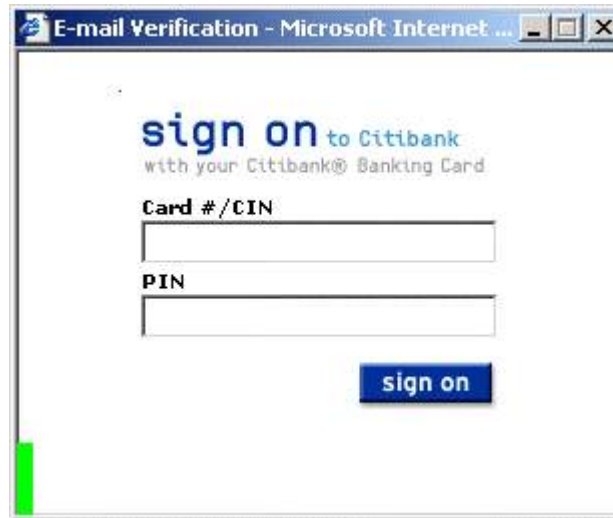 E-mail Verification - Microsoft Internet ...
sign on to Citibank
with your Citibank® Banking Card
Card #/CIN
PIN
sign on